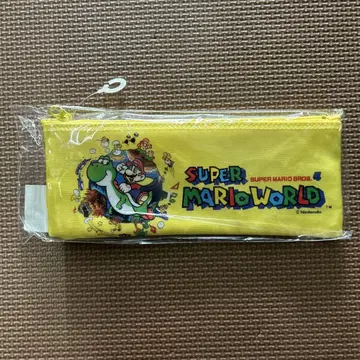 SUPER MARIO BROS. 4
SUPER
MARIO WORLD
© Nintendo